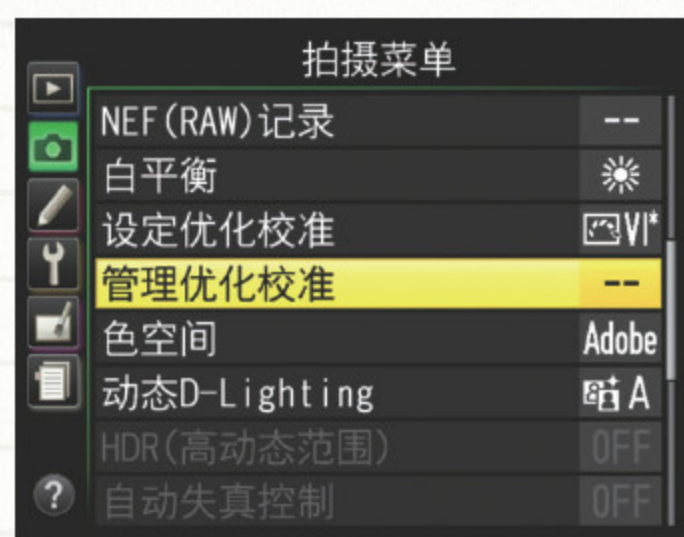 拍摄菜单
NEF(RAW)记录 --
白平衡
设定优化校准 VI*
管理优化校准 --
色空间 Adobe
动态D-Lighting A
HDR(高动态范围) OFF
自动失真控制 OFF
?